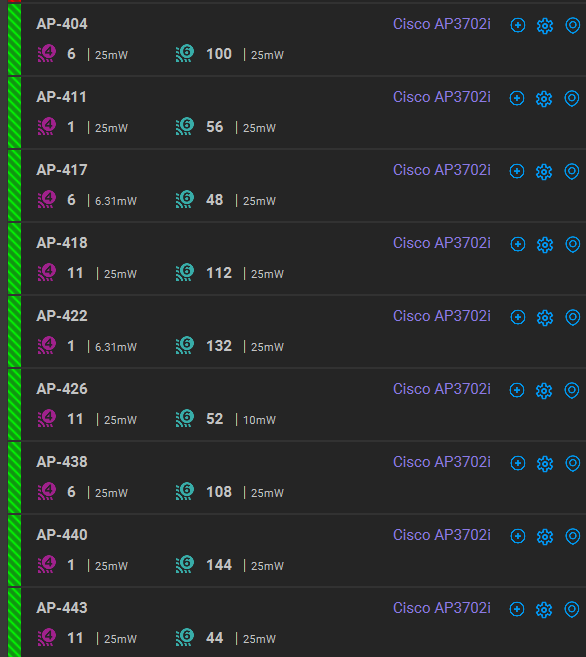 AP-404 Cisco AP3702i
4 6 25mW 6 100 25mW
AP-411 Cisco AP3702i
4 1 25mW 6 56 25mW
AP-417 Cisco AP3702i
4 6 6.31mW 6 48 25mW
AP-418 Cisco AP3702i
4 11 25mW 6 112 25mW
AP-422 Cisco AP3702i
4 1 6.31mW 6 132 25mW
AP-426 Cisco AP3702i
4 11 25mW 6 52 10mW
AP-438 Cisco AP3702i
4 6 25mW 6 108 25mW
AP-440 Cisco AP3702i
4 1 25mW 6 144 25mW
AP-443 Cisco AP3702i
4 11 25mW 6 44 25mW